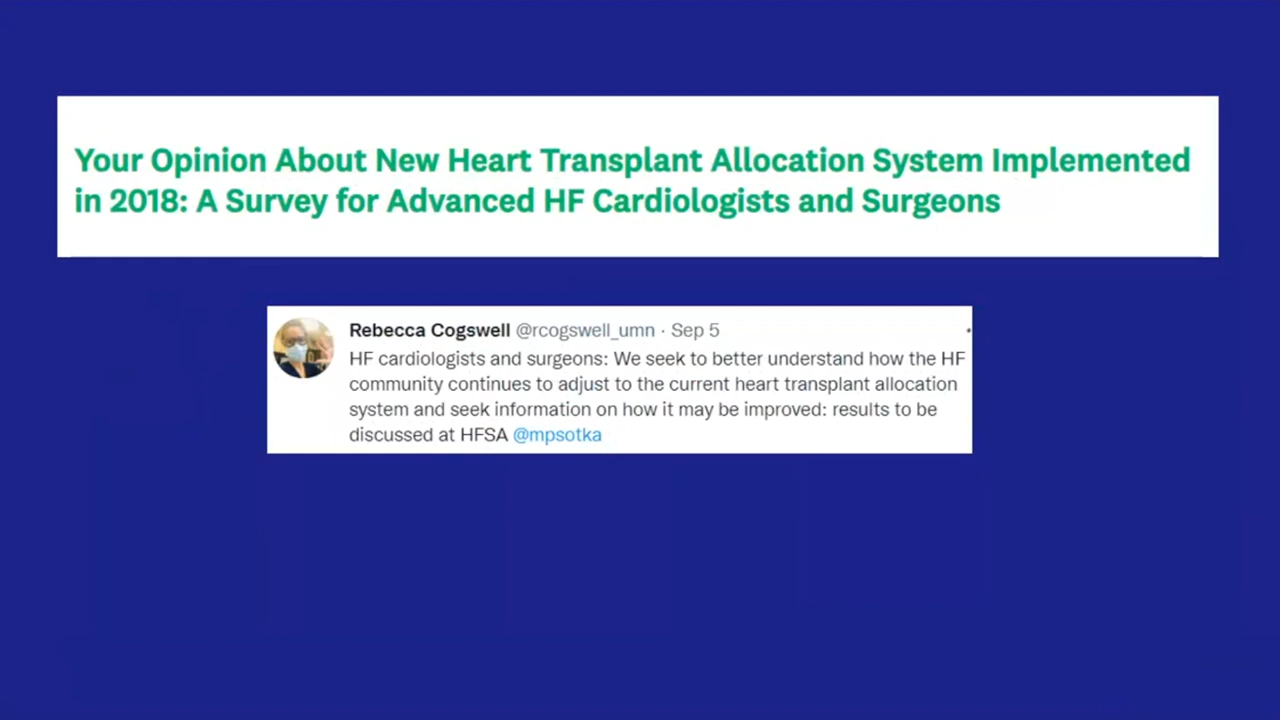 Your Opinion About New Heart Transplant Allocation System Implemented
in 2018: A Survey for Advanced HF Cardiologists and Surgeons
Rebecca Cogswell @rcogswell_umn · Sep 5
HF cardiologists and surgeons: We seek to better understand how the HF
community continues to adjust to the current heart transplant allocation
system and seek information on how it may be improved: results to be
discussed at HFSA @mpsotka